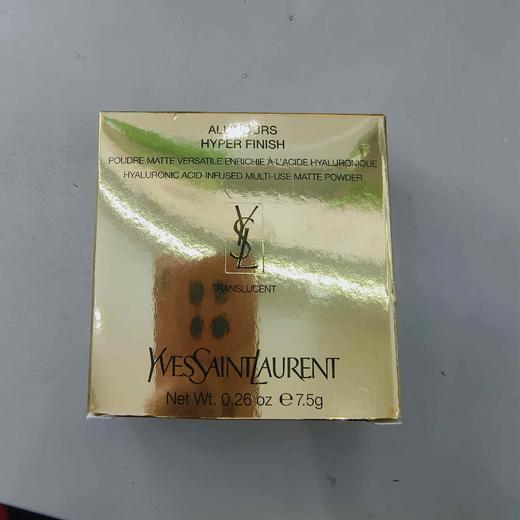 ALL HOURS
HYPER FINISH
POUDRE MATTE VERSATILE ENRICHIE À L'ACIDE HYALURONIQUE
HYALURONIC ACID-INFUSED MULTI-USE MATTE POWDER
YSL
TRANSLUCENT
YVESSAINTLAURENT
Net Wt. 0.26 oz ℮ 7.5g